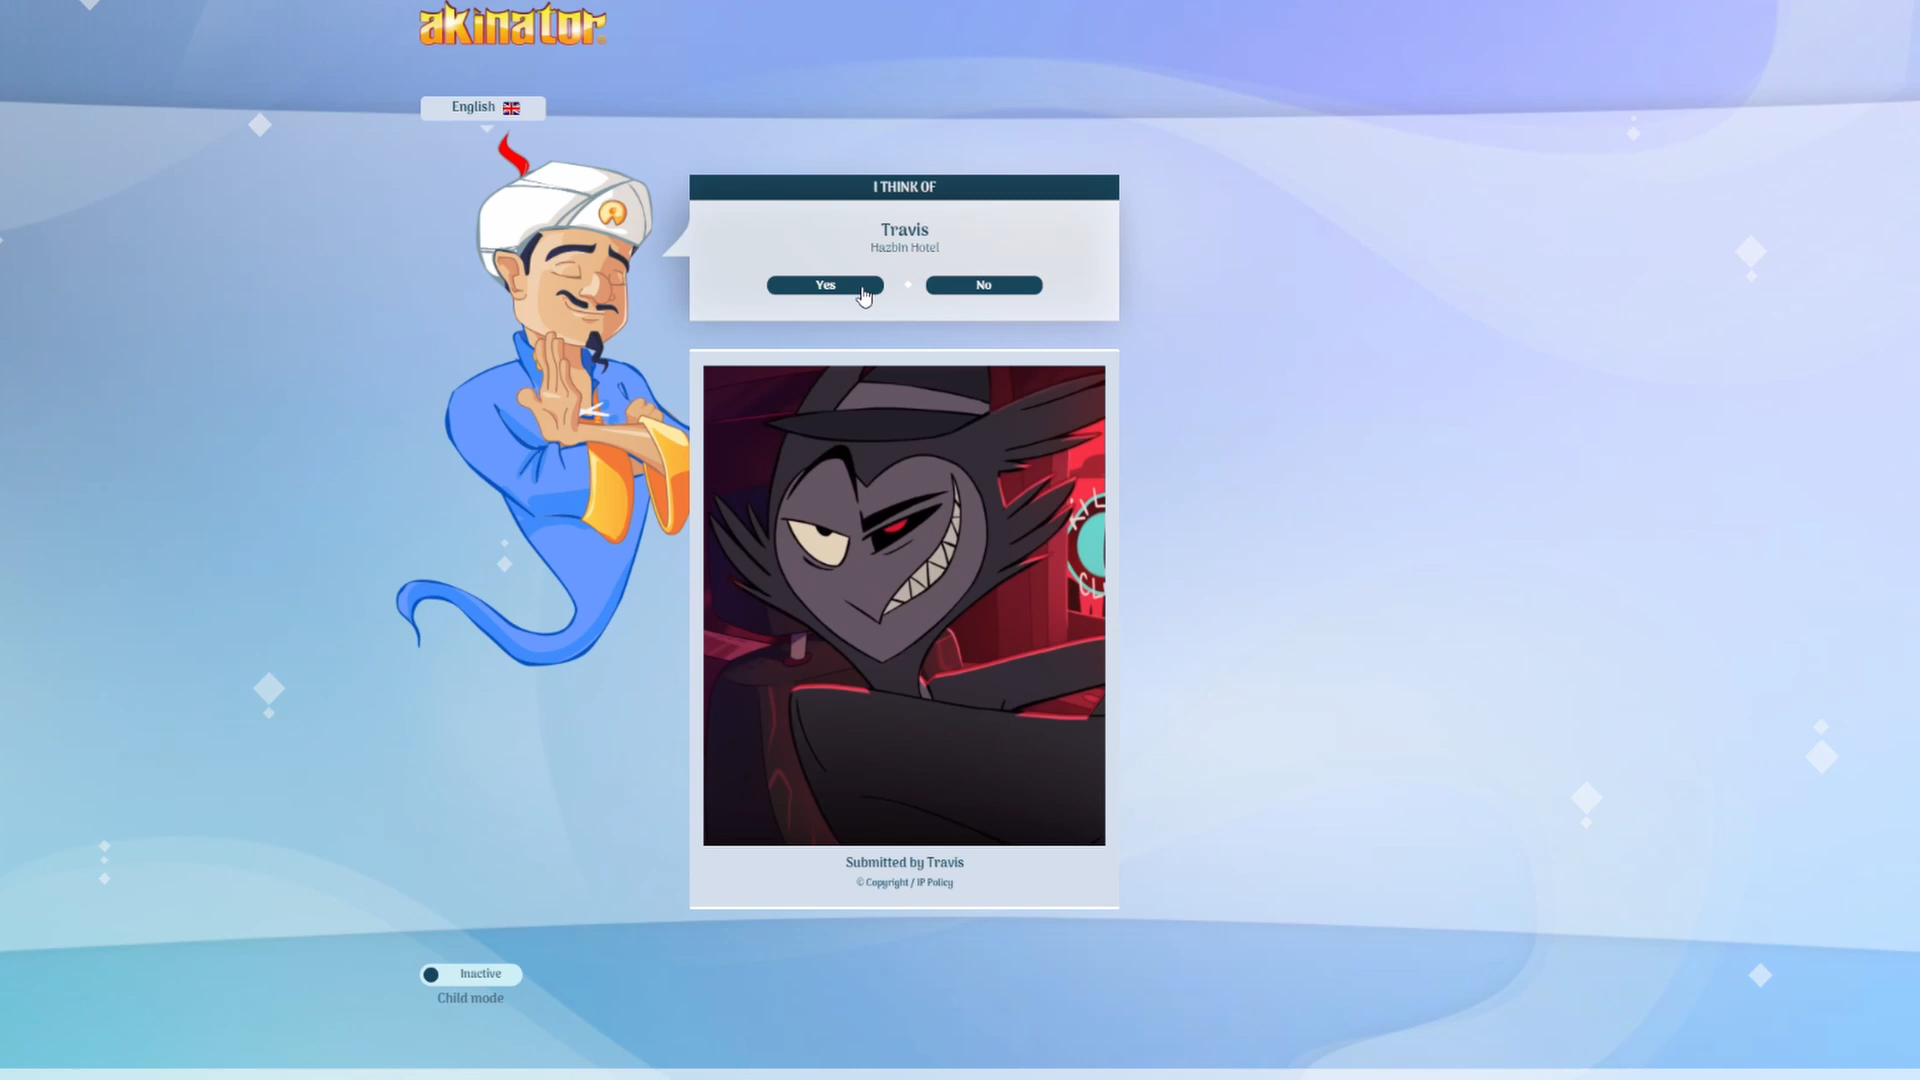 akinator
English
I THINK OF
Travis
Hazbin Hotel
Yes
No
Submitted by Travis
© Copyright / IP Policy
Inactive
Child mode